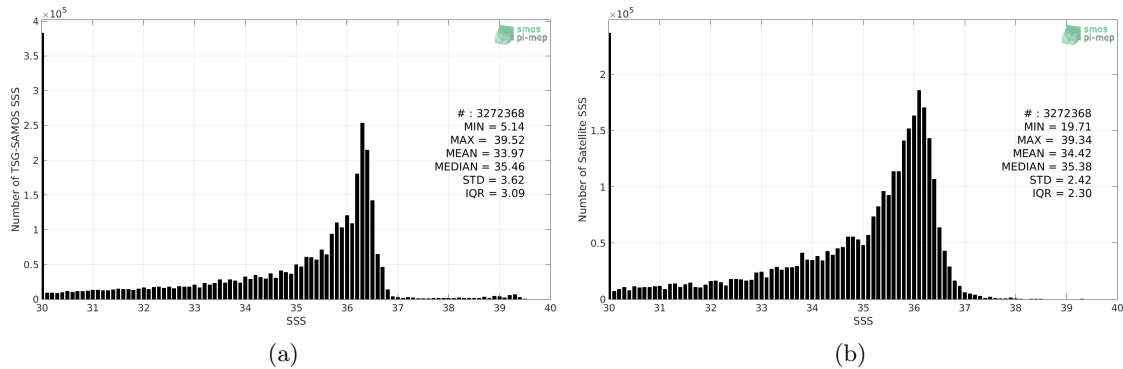 ×10^5
4
3.5
3
2.5
2
1.5
1
0.5
0
30 31 32 33 34 35 36 37 38 39 40
SSS
Number of TSG-SAMOS SSS
smos
pi-mep
# : 3272368
MIN = 5.14
MAX = 39.52
MEAN = 33.97
MEDIAN = 35.46
STD = 3.62
IQR = 3.09
(a)
×10^5
2
1.5
1
0.5
0
30 31 32 33 34 35 36 37 38 39 40
SSS
Number of Satellite SSS
smos
pi-mep
# : 3272368
MIN = 19.71
MAX = 39.34
MEAN = 34.42
MEDIAN = 35.38
STD = 2.42
IQR = 2.30
(b)